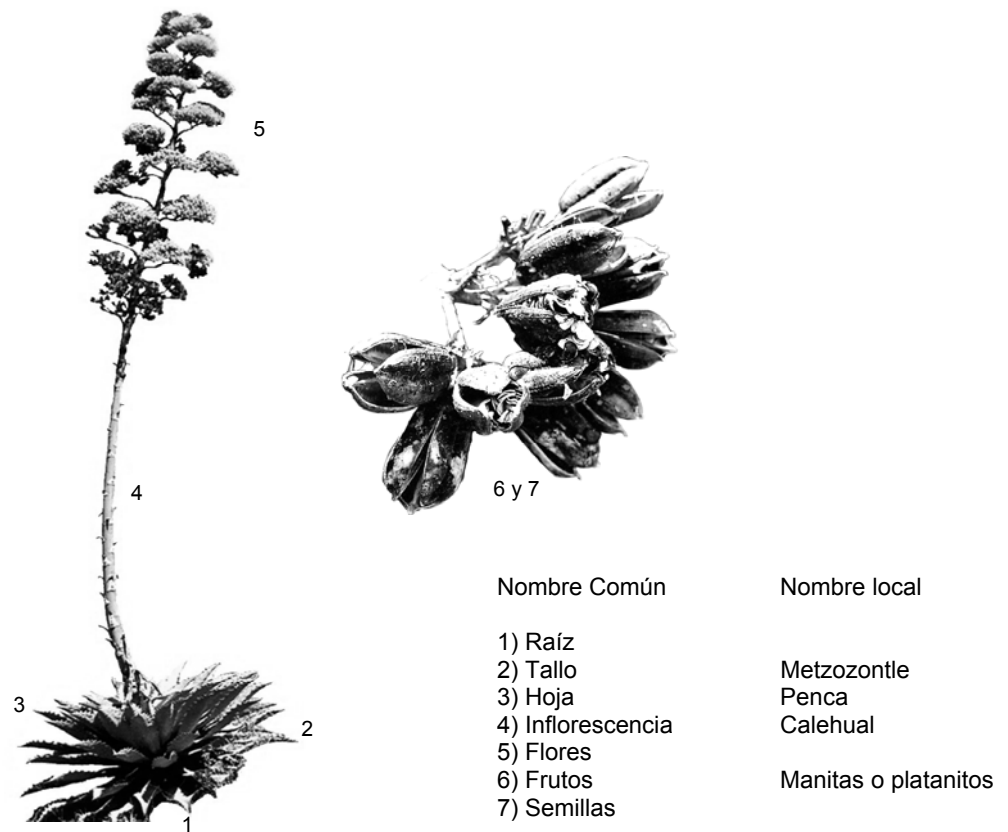 5
4
6 y 7
3
2
1
Nombre Común Nombre local
1) Raíz
2) Tallo Metzozontle
3) Hoja Penca
4) Inflorescencia Calehual
5) Flores
6) Frutos Manitas o platanitos
7) Semillas